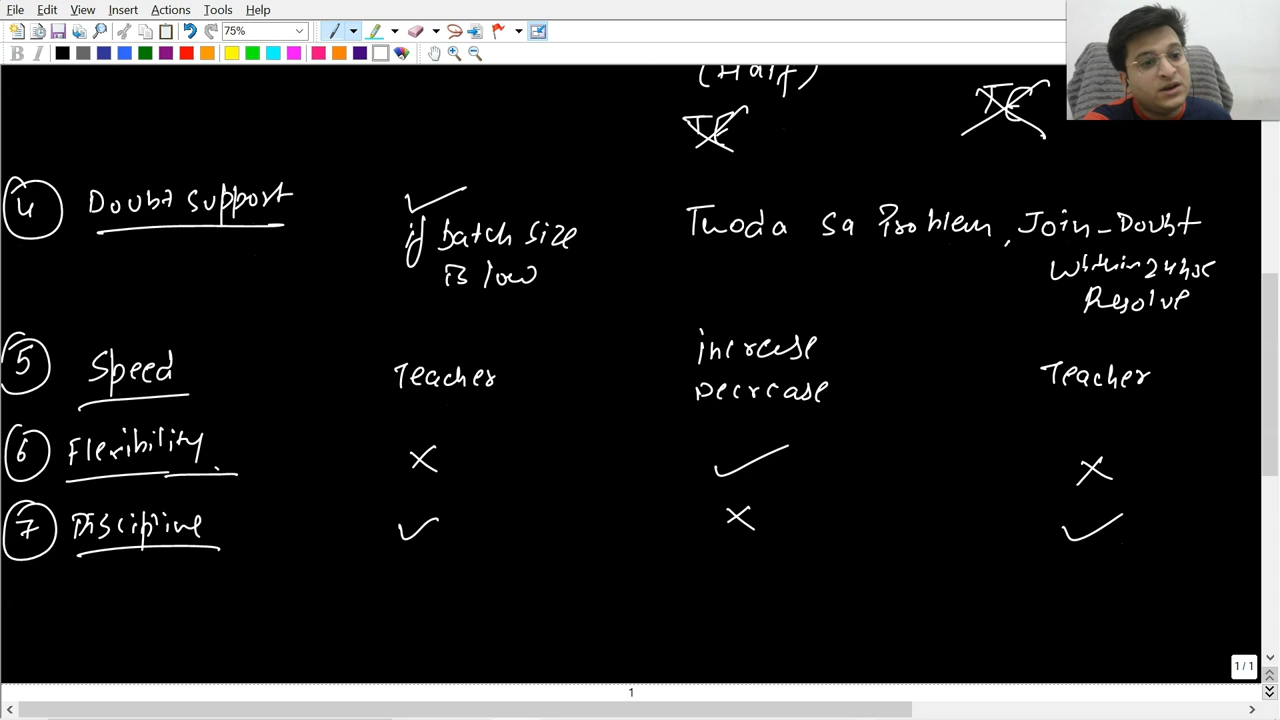 File Edit View Insert Actions Tools Help
75%
B I U
(Half)
TC
TC
4 Doubt support ✓ if batch size is low
Thoda sa Problem, Join-Doubt within 24 hrs Resolve
5 Speed Teacher increase Decrease Teacher
6 Flexibility. × ✓ ×
7 Discipline ✓ × ✓
1 / 1
1